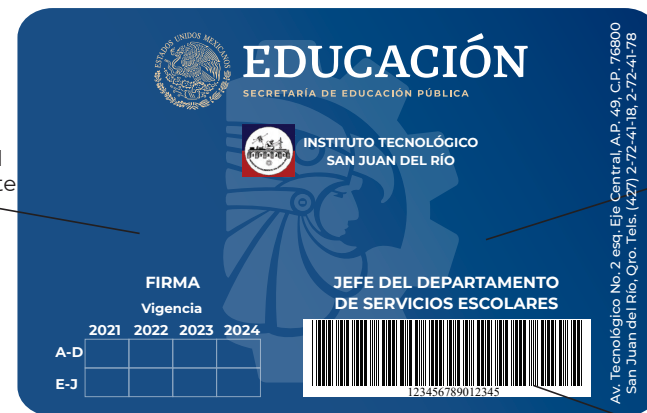 ESTADOS UNIDOS MEXICANOS
EDUCACIÓN
SECRETARÍA DE EDUCACIÓN PÚBLICA
INSTITUTO TECNOLÓGICO
SAN JUAN DEL RÍO
FIRMA
Vigencia
2021 2022 2023 2024
A-D
E-J
JEFE DEL DEPARTAMENTO
DE SERVICIOS ESCOLARES
123456789012345
Av. Tecnológico No. 2 esq. Eje Central, A.P. 49, C.P. 76800
San Juan del Río, Qro. Tels. (427) 2-72-41-18, 2-72-41-78